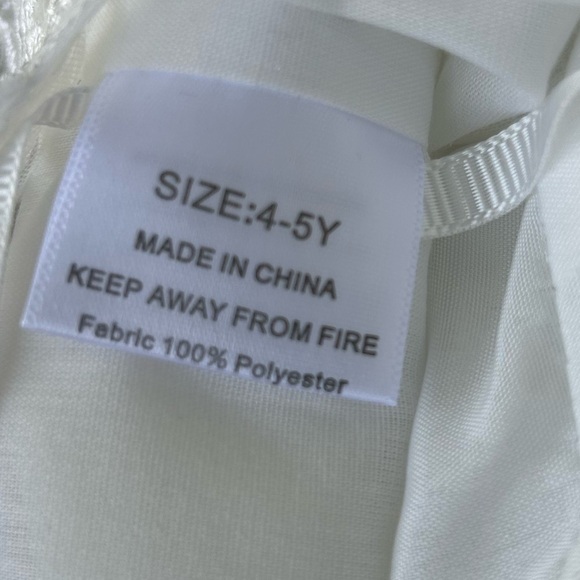 SIZE:4-5Y
MADE IN CHINA
KEEP AWAY FROM FIRE
Fabric 100% Polyester